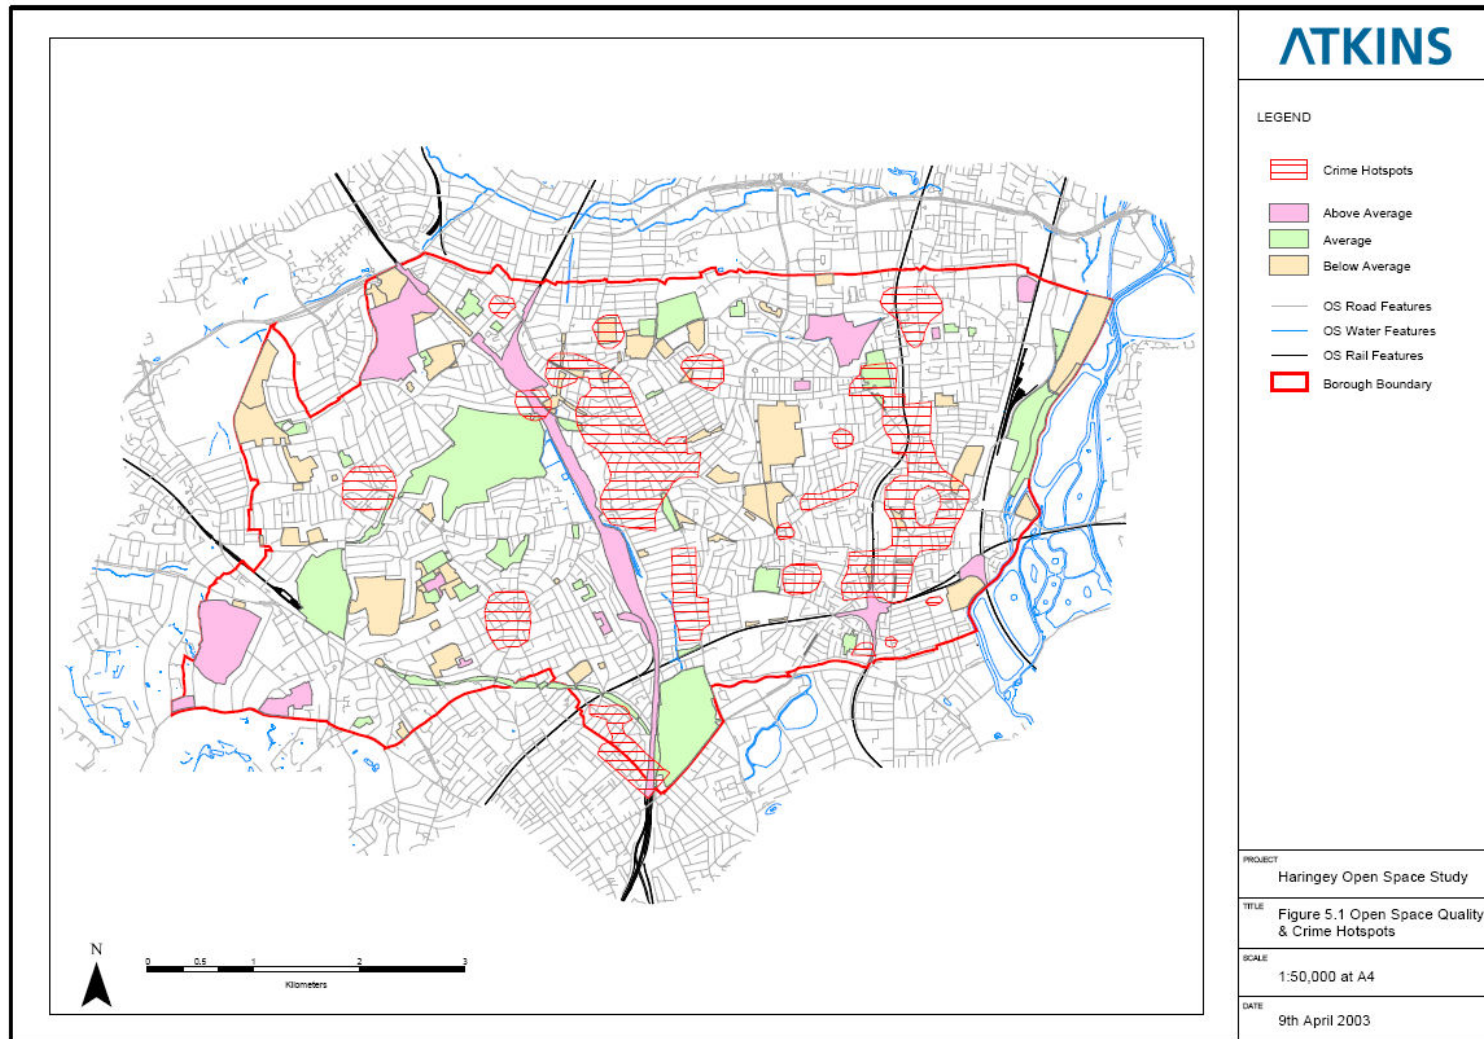 ATKINS
LEGEND
Crime Hotspots
Above Average
Average
Below Average
OS Road Features
OS Water Features
OS Rail Features
Borough Boundary
N
0 0.5 1 2 3
Kilometers
PROJECT
Haringey Open Space Study
TITLE
Figure 5.1 Open Space Quality
& Crime Hotspots
SCALE
1:50,000 at A4
DATE
9th April 2003